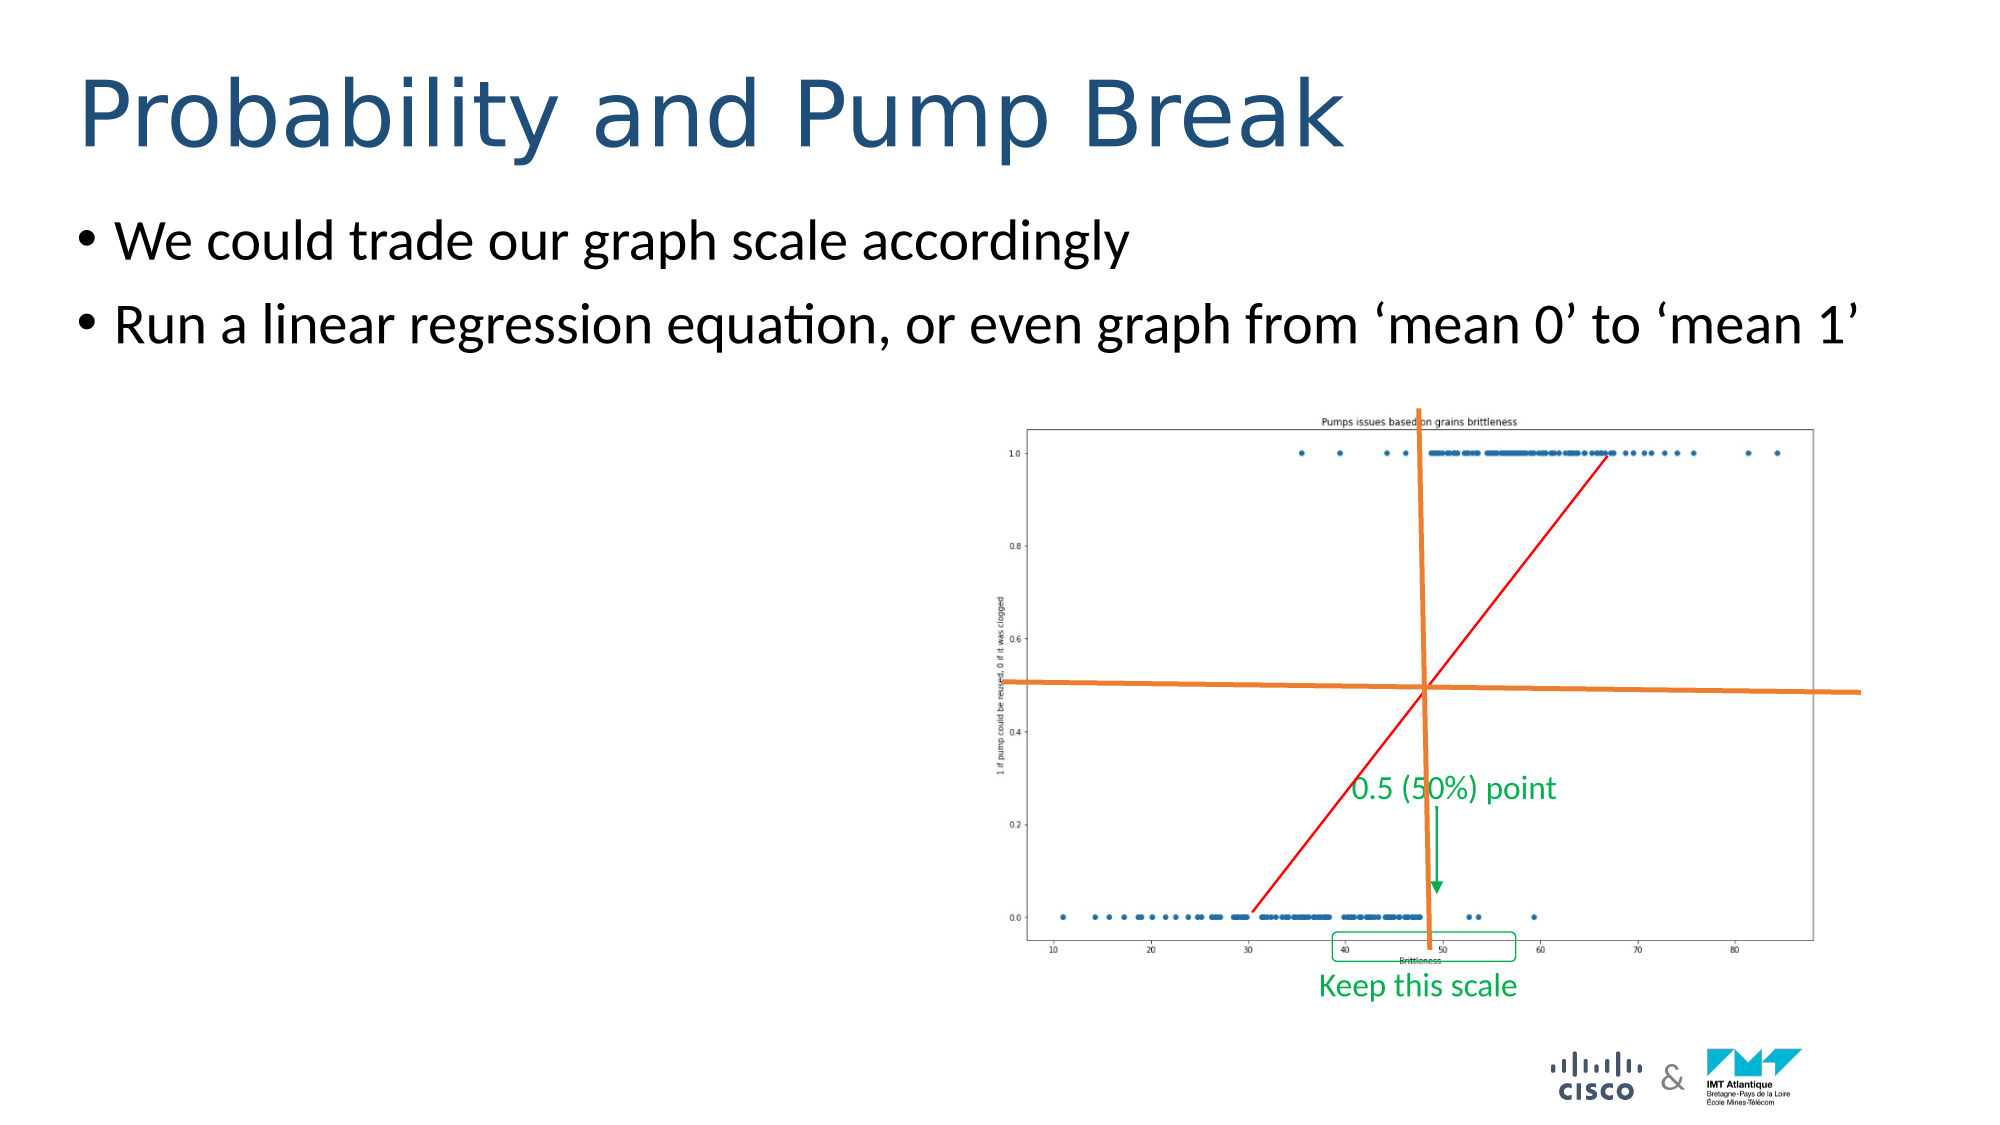 Probability and Pump Break
• We could trade our graph scale accordingly
• Run a linear regression equation, or even graph from ‘mean 0’ to ‘mean 1’
Pumps issues based on grains brittleness
1.0
0.8
0.6
0.4
0.2
0.0
1 if pump could be reused, 0 if it was clogged
0.5 (50%) point
10 20 30 40 50 60 70 80
Brittleness
Keep this scale
CISCO
&
IMT Atlantique
Bretagne-Pays de la Loire
École Mines-Télécom